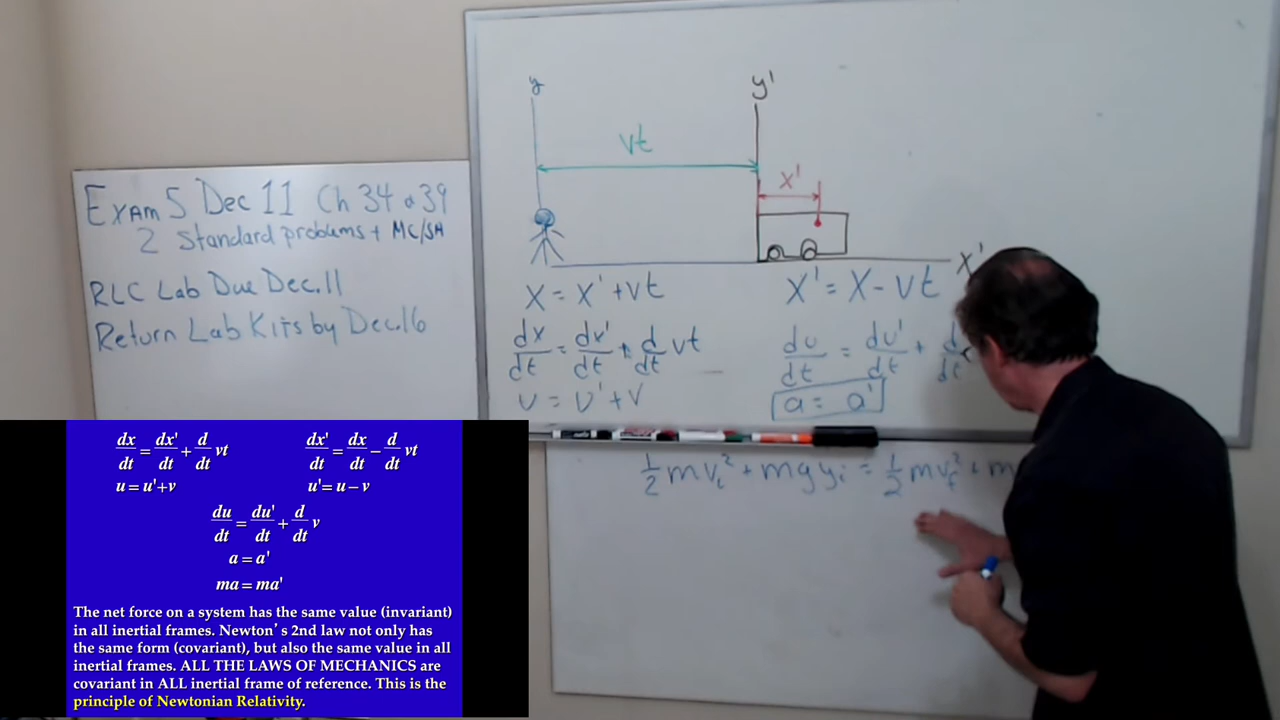 Exam 5 Dec 11 Ch 34 & 39
2 Standard problems + MC/SA
RLC Lab Due Dec. 11
Return Lab Kits by Dec. 16
y
y'
vt
x'
x'
x = x' + vt
x' = x - vt
dx/dt = dx'/dt + d/dt vt
du/dt = du'/dt + d/dt
u = u' + v
a = a'
1/2 m v_i^2 + m g y_i = 1/2 m v_f^2 + m
dx/dt = dx'/dt + d/dt vt
dx'/dt = dx/dt - d/dt vt
u = u'+v
u' = u - v
du/dt = du'/dt + d/dt v
a = a'
ma = ma'
The net force on a system has the same value (invariant)
in all inertial frames. Newton's 2nd law not only has
the same form (covariant), but also the same value in all
inertial frames. ALL THE LAWS OF MECHANICS are
covariant in ALL inertial frame of reference. This is the
principle of Newtonian Relativity.